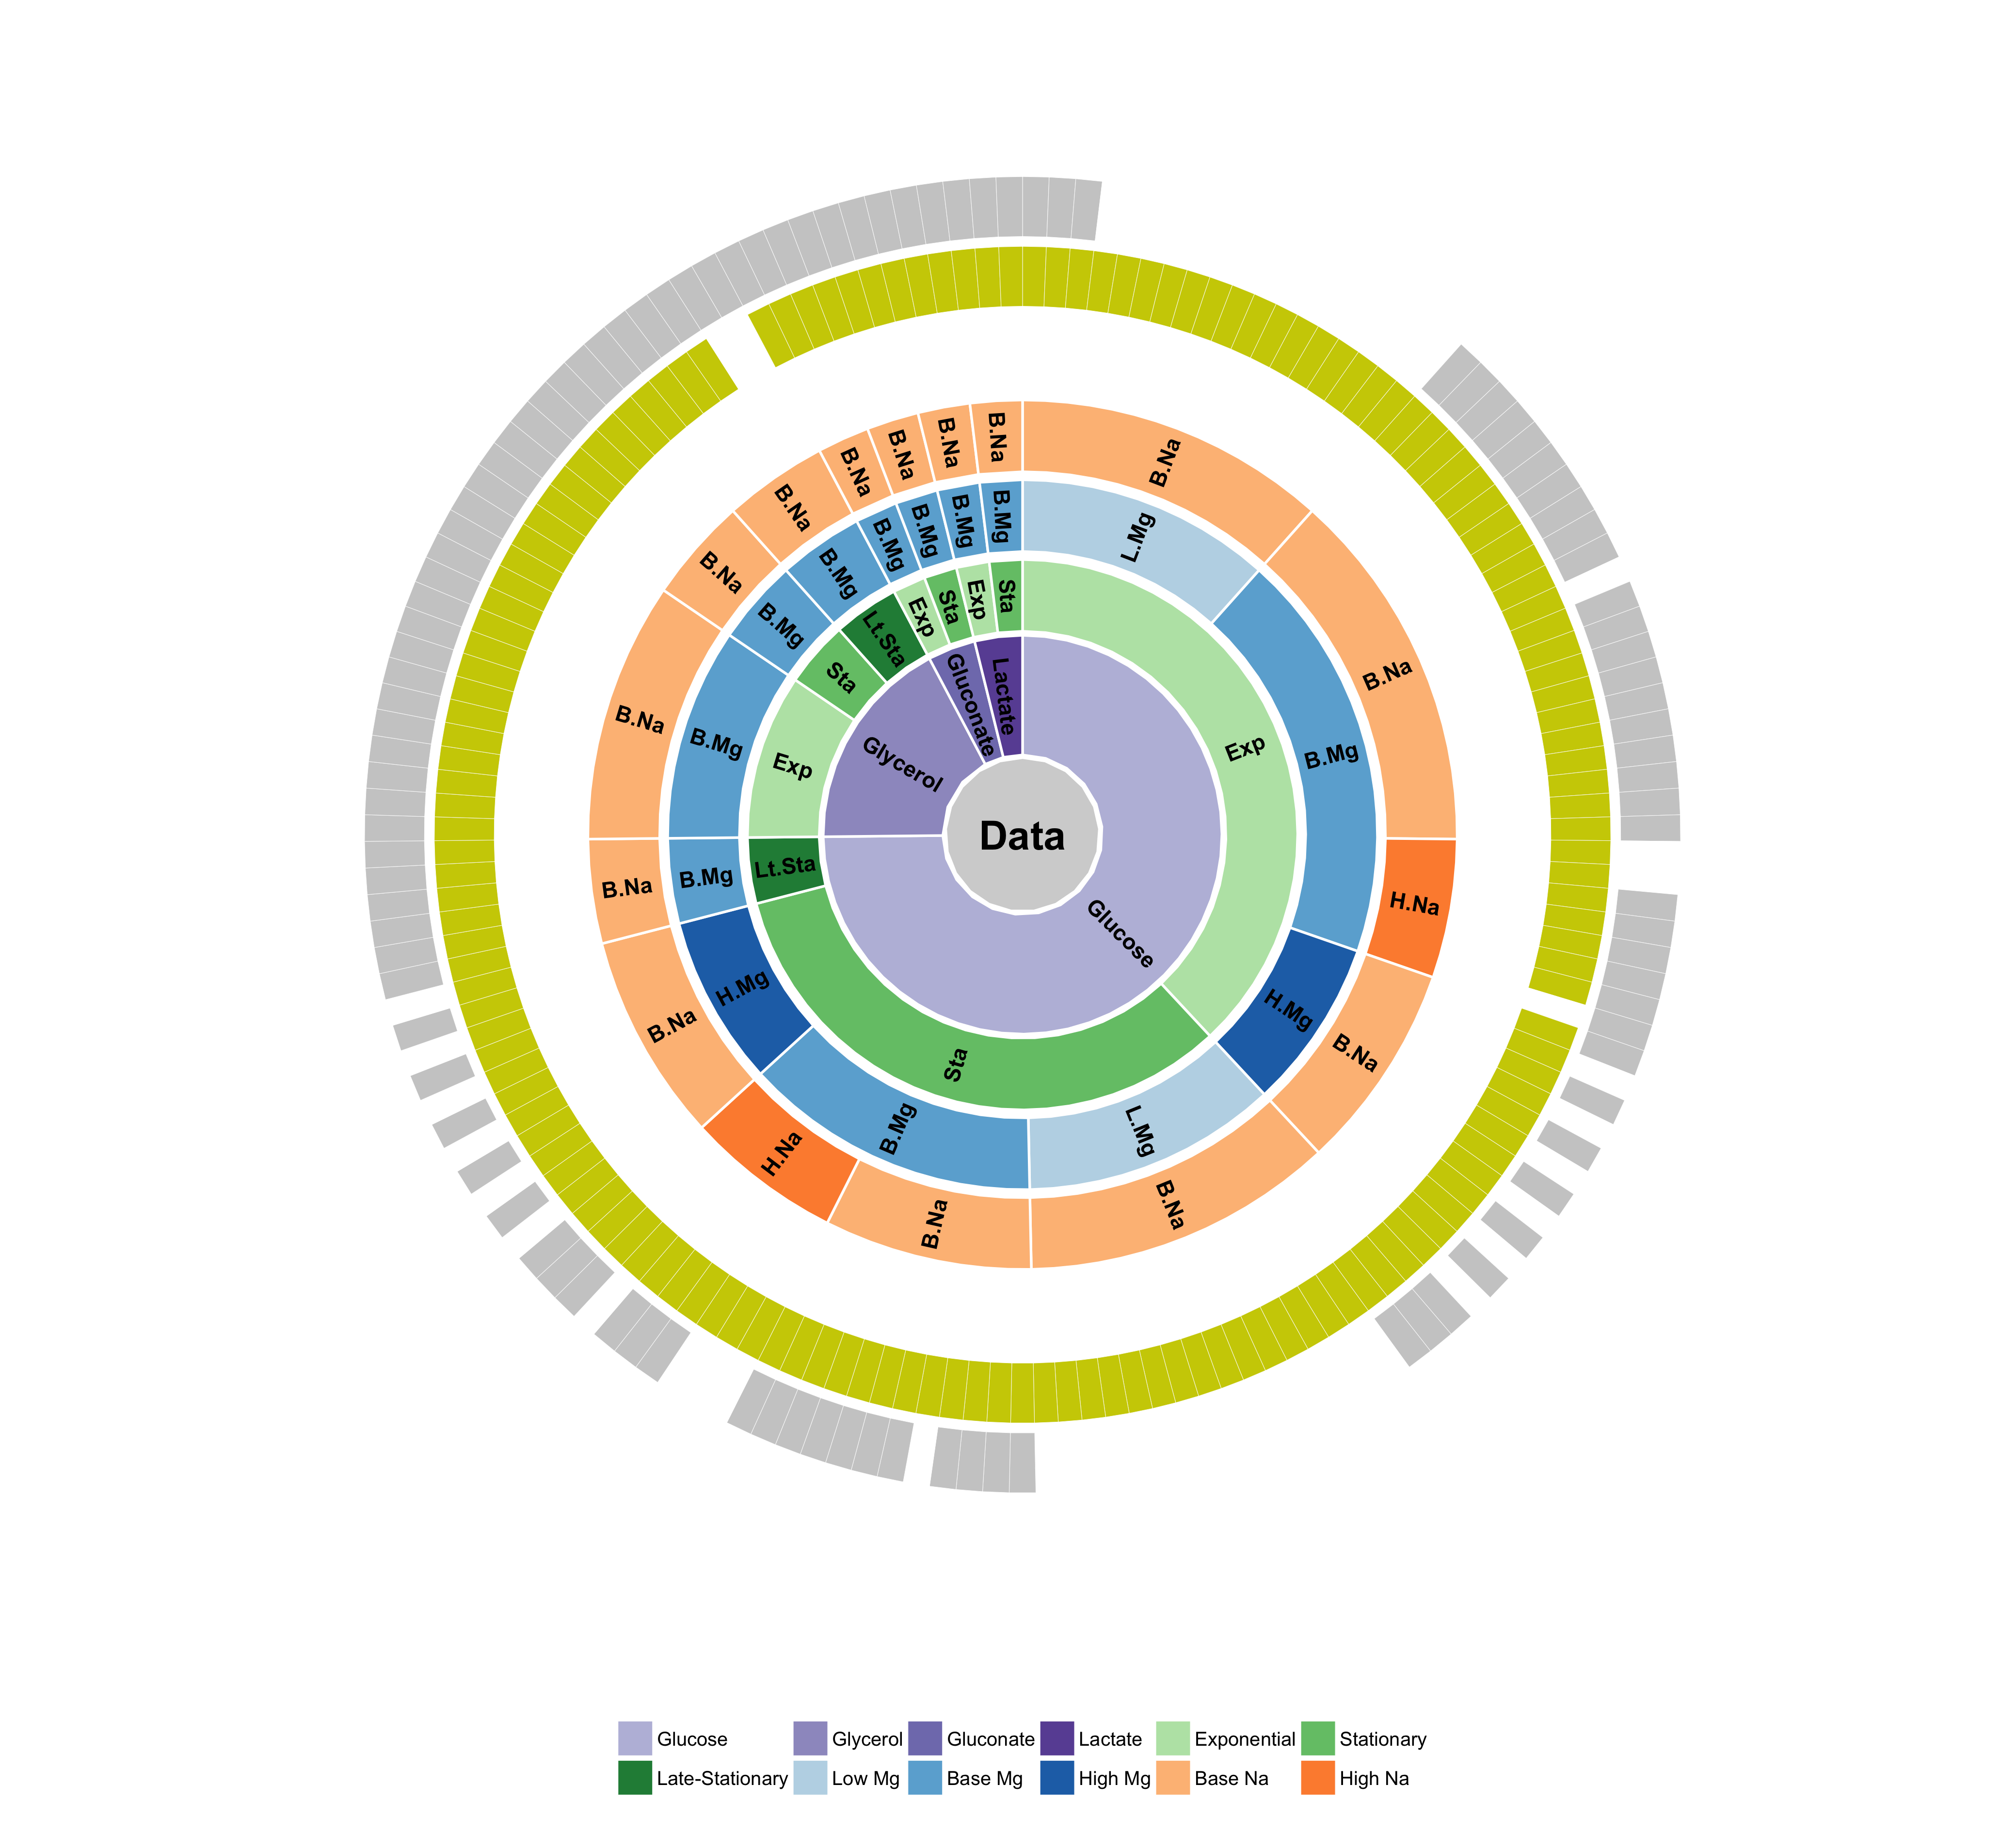 Data
Glucose
Glycerol
Gluconate
Lactate
Exp
Sta
Lt.Sta
Exp
Sta
Lt.Sta
Exp
Sta
Exp
Sta
L.Mg
B.Mg
H.Mg
L.Mg
B.Mg
H.Mg
B.Mg
B.Mg
B.Mg
B.Mg
B.Mg
B.Mg
B.Mg
B.Mg
B.Na
B.Na
H.Na
B.Na
B.Na
B.Na
H.Na
B.Na
B.Na
B.Na
B.Na
B.Na
B.Na
B.Na
B.Na
B.Na
Glucose Glycerol Gluconate Lactate Exponential Stationary
Late-Stationary Low Mg Base Mg High Mg Base Na High Na